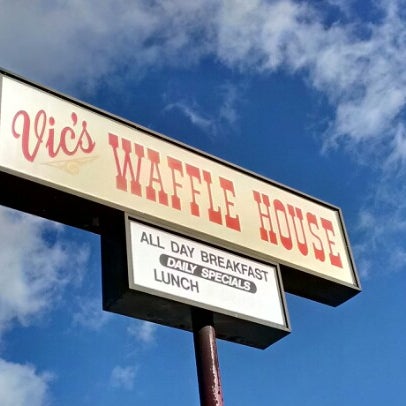 Vic's WAFFLE HOUSE
ALL DAY BREAKFAST
DAILY SPECIALS
LUNCH